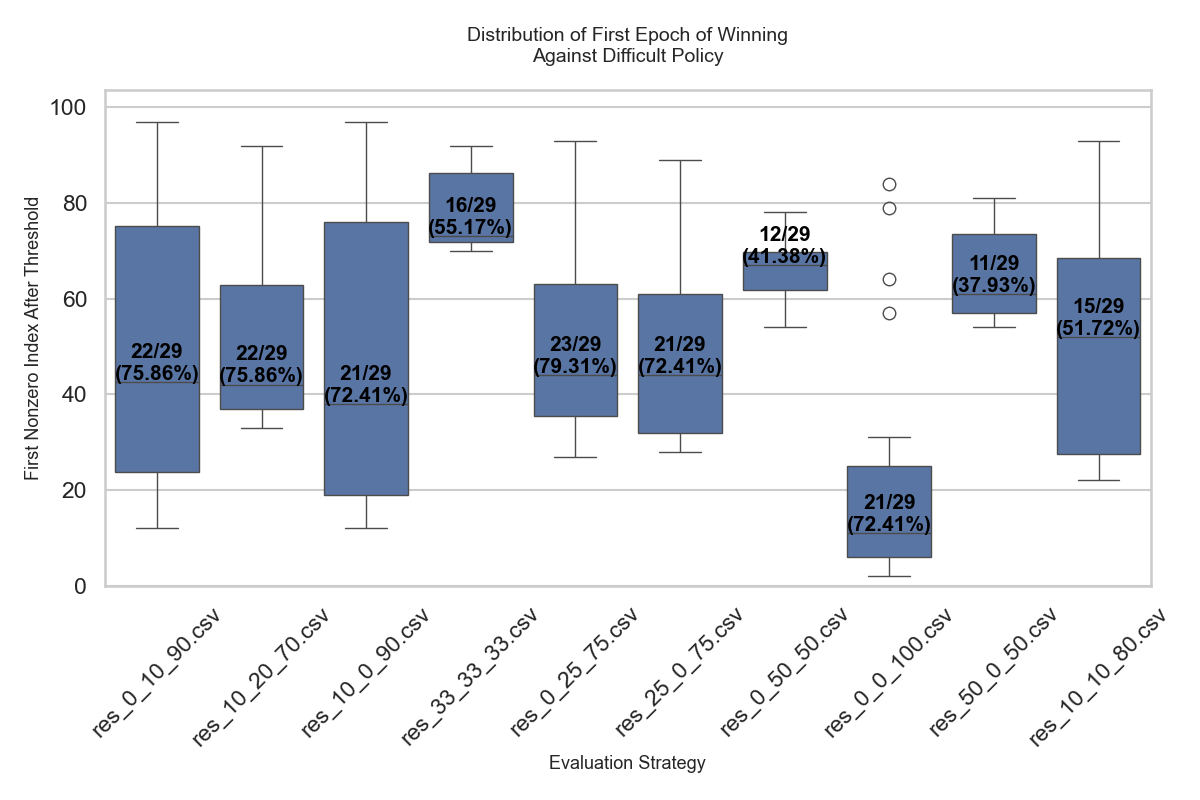 Distribution of First Epoch of Winning
Against Difficult Policy
First Nonzero Index After Threshold
100
80
60
40
20
0
22/29
(75.86%)
22/29
(75.86%)
21/29
(72.41%)
16/29
(55.17%)
23/29
(79.31%)
21/29
(72.41%)
12/29
(41.38%)
21/29
(72.41%)
11/29
(37.93%)
15/29
(51.72%)
res_0_10_90.csv
res_10_20_70.csv
res_10_0_90.csv
res_33_33_33.csv
res_0_25_75.csv
res_25_0_75.csv
res_0_50_50.csv
res_0_0_100.csv
res_50_0_50.csv
res_10_10_80.csv
Evaluation Strategy